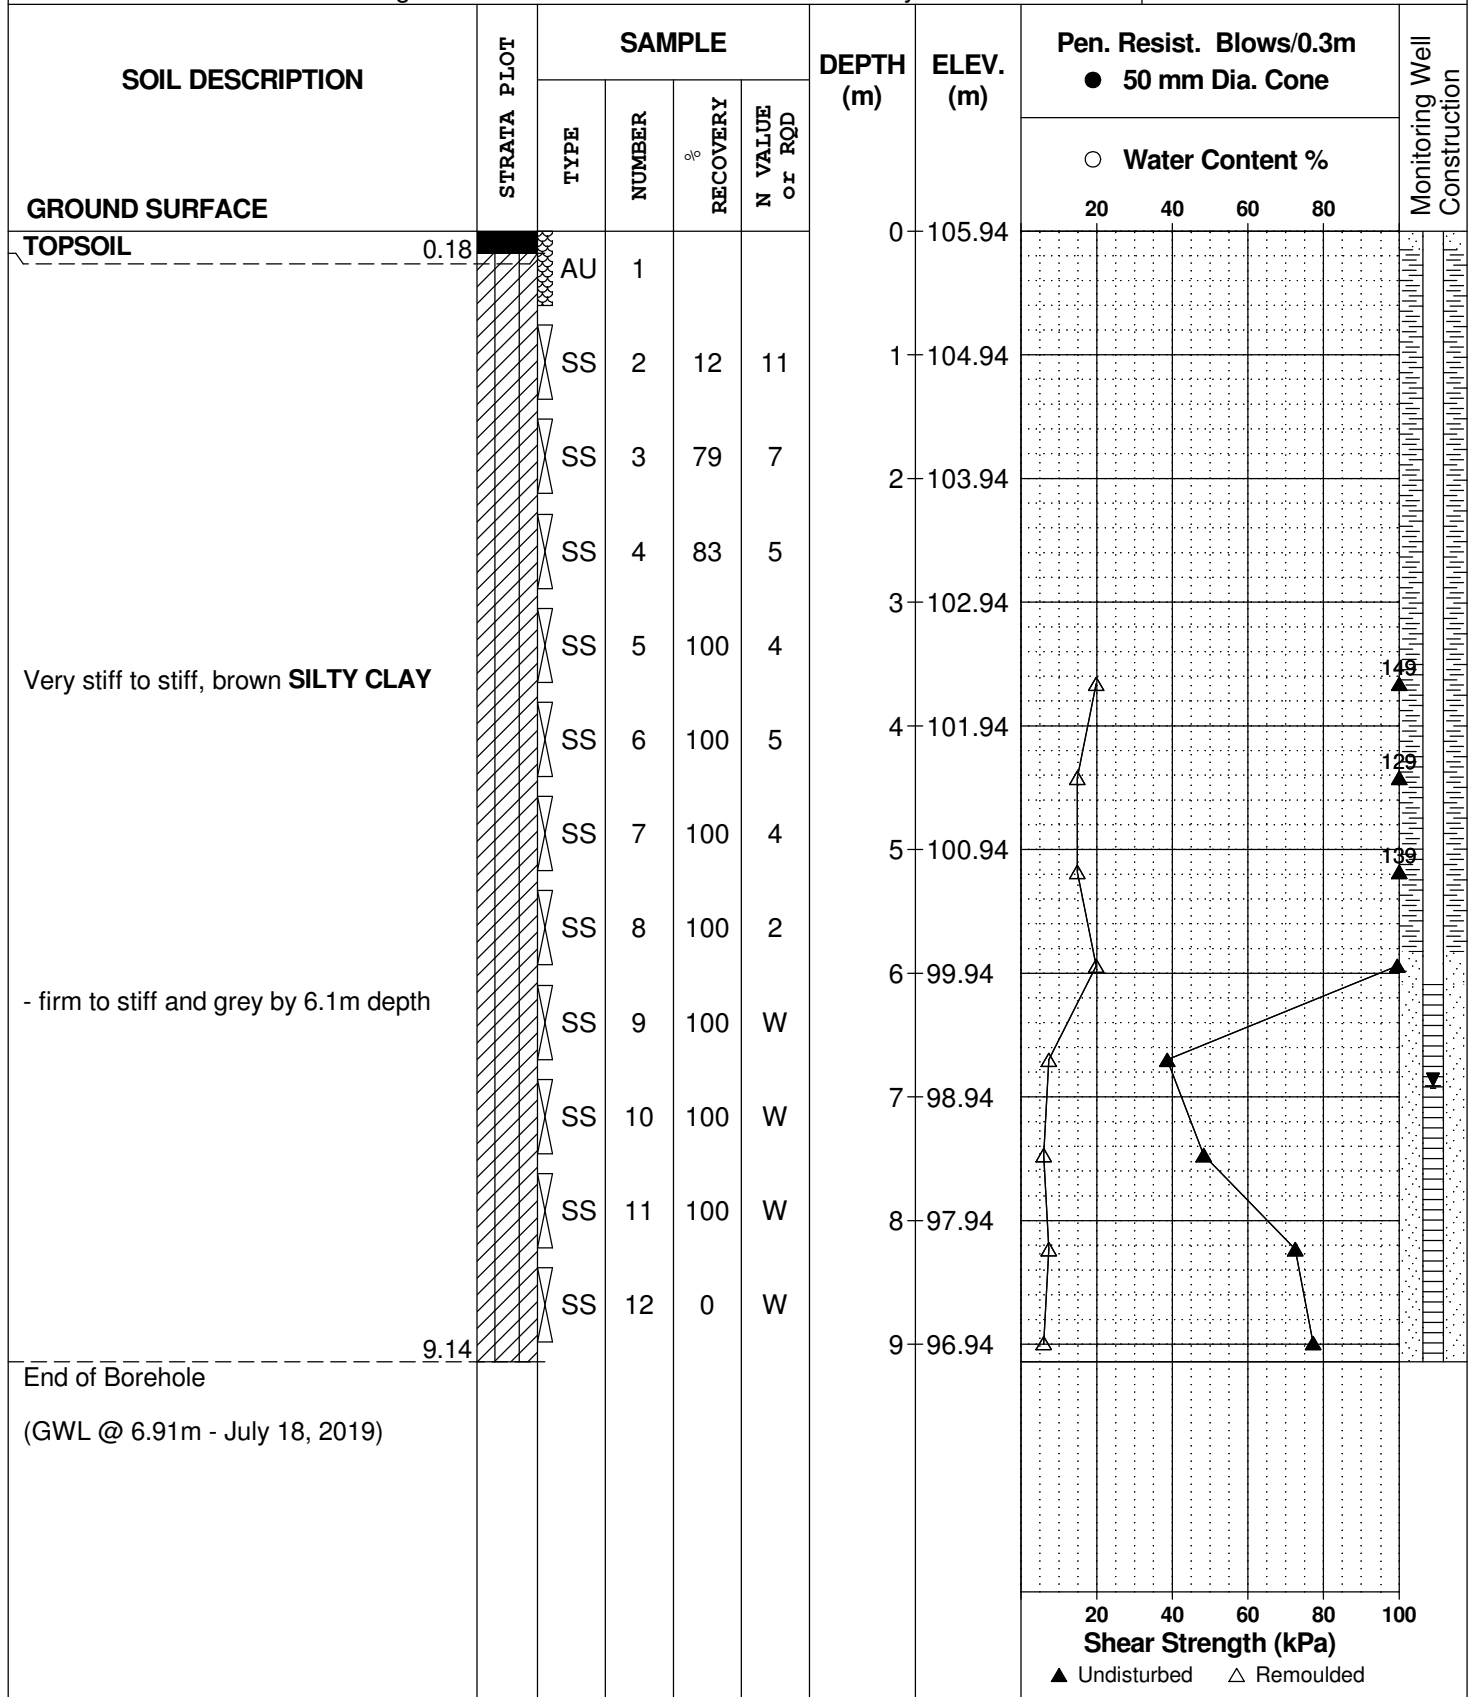 SOIL DESCRIPTION
GROUND SURFACE
STRATA PLOT
SAMPLE
TYPE
NUMBER
% RECOVERY
N VALUE or RQD
DEPTH (m)
ELEV. (m)
Pen. Resist. Blows/0.3m
● 50 mm Dia. Cone
○ Water Content %
20 40 60 80
Monitoring Well Construction
TOPSOIL 0.18
0 105.94
AU 1
SS 2 12 11
1 104.94
SS 3 79 7
2 103.94
SS 4 83 5
3 102.94
SS 5 100 4
Very stiff to stiff, brown SILTY CLAY
149
4 101.94
SS 6 100 5
129
SS 7 100 4
5 100.94
139
SS 8 100 2
6 99.94
- firm to stiff and grey by 6.1m depth
SS 9 100 W
7 98.94
SS 10 100 W
SS 11 100 W
8 97.94
SS 12 0 W
9.14
9 96.94
End of Borehole
(GWL @ 6.91m - July 18, 2019)
20 40 60 80 100
Shear Strength (kPa)
▲ Undisturbed △ Remoulded